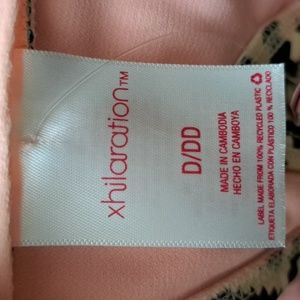 xhilaration™
D/DD
MADE IN CAMBODIA
HECHO EN CAMBOYA
LABEL MADE FROM 100% RECYCLED PLASTIC
ETIQUETA ELABORADA CON PLÁSTICO 100 % RECICLADO